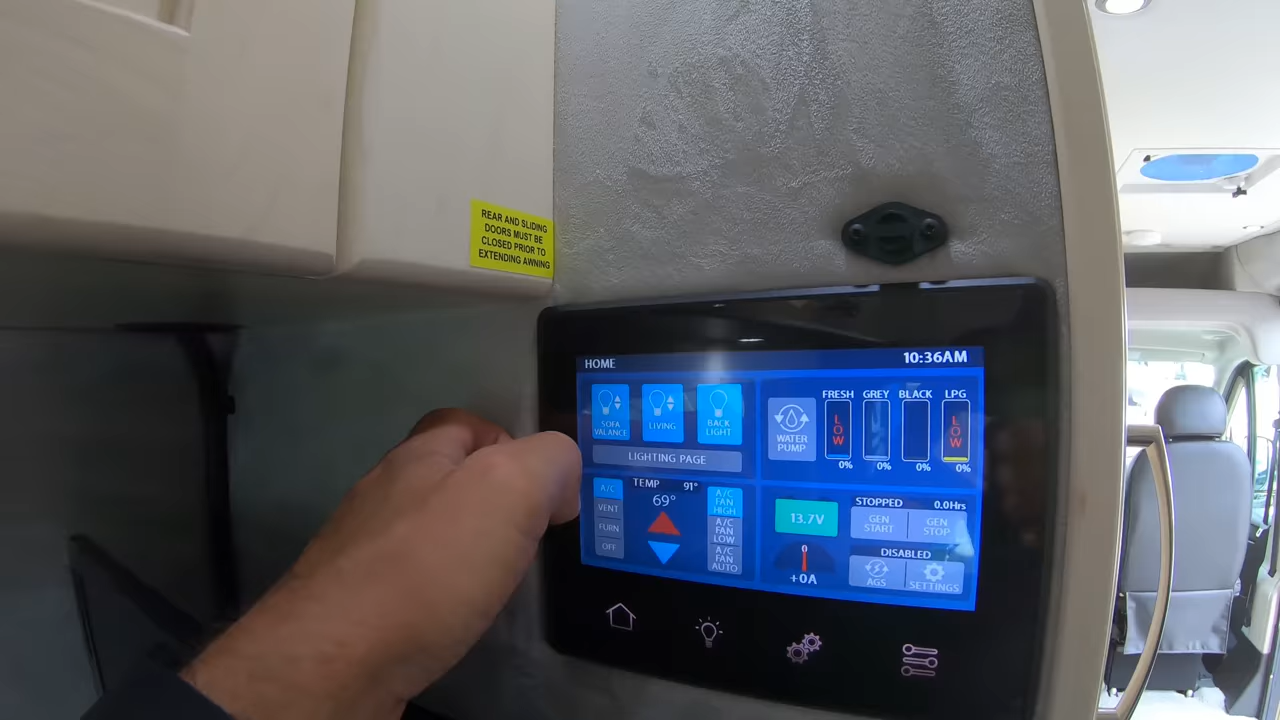 REAR AND SLIDING
DOORS MUST BE
CLOSED PRIOR TO
EXTENDING AWNING
HOME
10:36AM
SOFA
VALANCE
LIVING
BACK
LIGHT
LIGHTING PAGE
WATER
PUMP
FRESH GREY BLACK LPG
LOW
LOW
0% 0% 0% 0%
A/C
VENT
FURN
OFF
TEMP 91°
69°
A/C
FAN
HIGH
A/C
FAN
LOW
A/C
FAN
AUTO
13.7V
0
+0A
STOPPED 0.0Hrs
GEN
START
GEN
STOP
DISABLED
AGS
SETTINGS